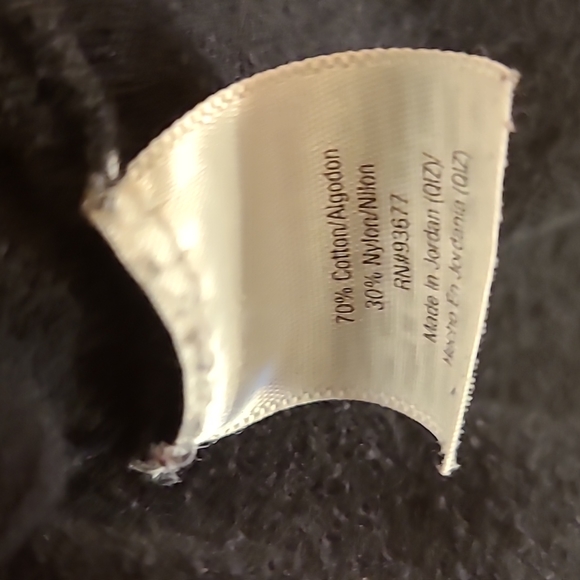 70% Cotton/Algodon
30% Nylon/Nilon
RN#93677
Made In Jordan (QIZ)/
Hecho En Jordania (QIZ)